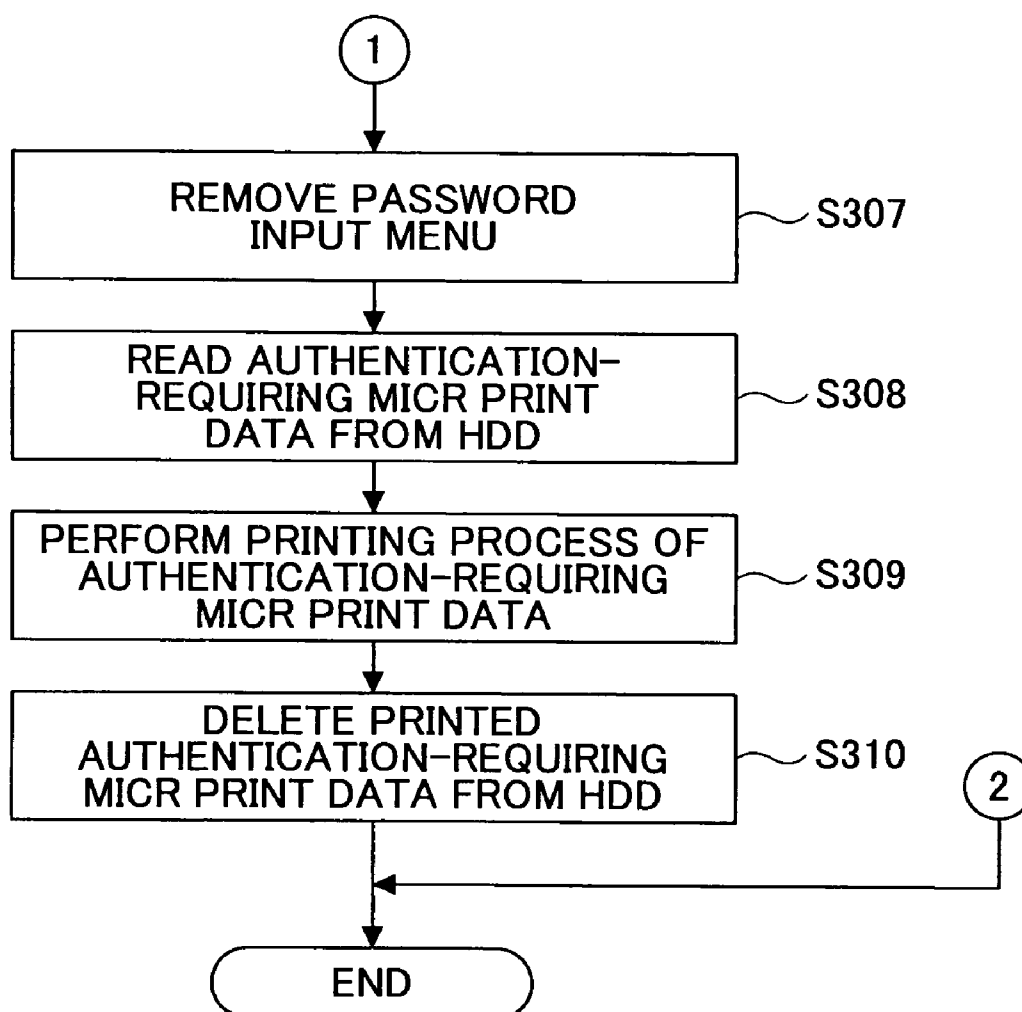 1
REMOVE PASSWORD
INPUT MENU
S307
READ AUTHENTICATION-
REQUIRING MICR PRINT
DATA FROM HDD
S308
PERFORM PRINTING PROCESS OF
AUTHENTICATION-REQUIRING
MICR PRINT DATA
S309
DELETE PRINTED
AUTHENTICATION-REQUIRING
MICR PRINT DATA FROM HDD
S310
2
END